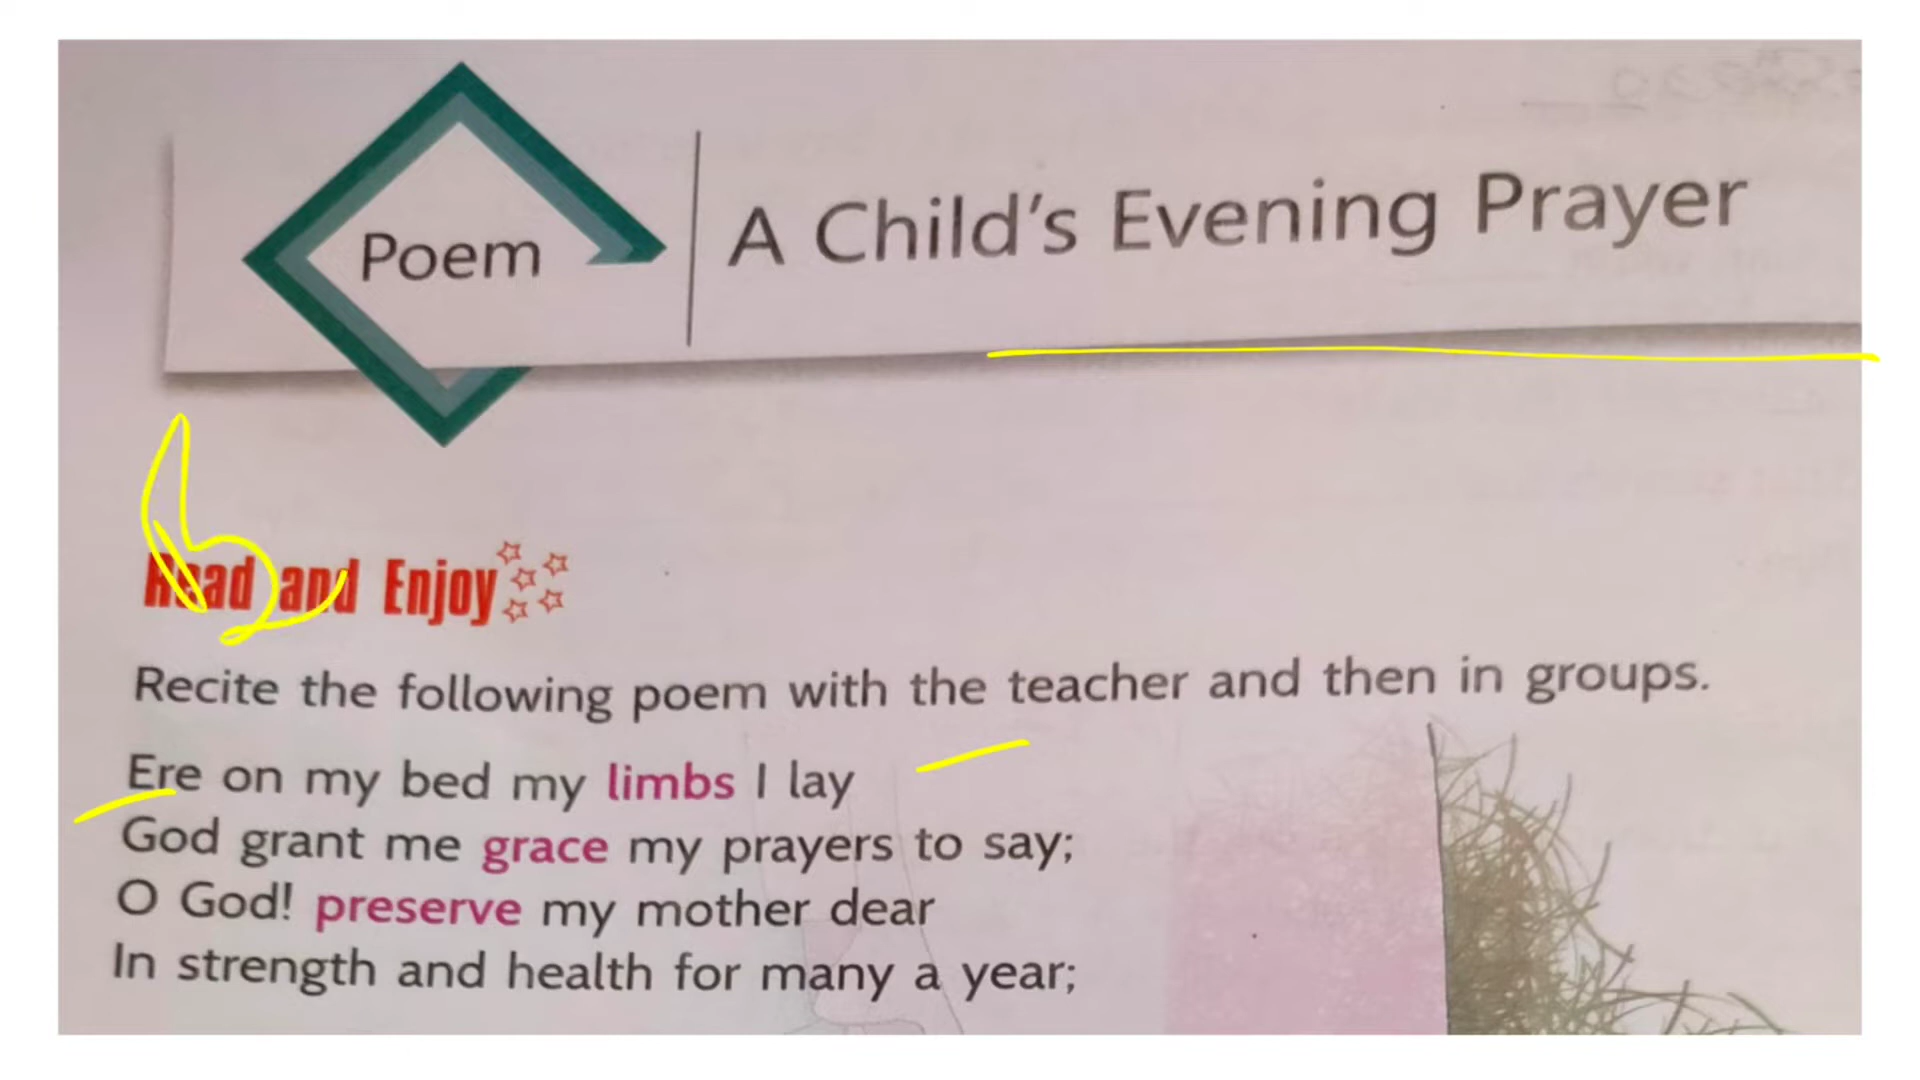 Poem
A Child's Evening Prayer
Read and Enjoy
Recite the following poem with the teacher and then in groups.
Ere on my bed my limbs I lay
God grant me grace my prayers to say;
O God! preserve my mother dear
In strength and health for many a year;